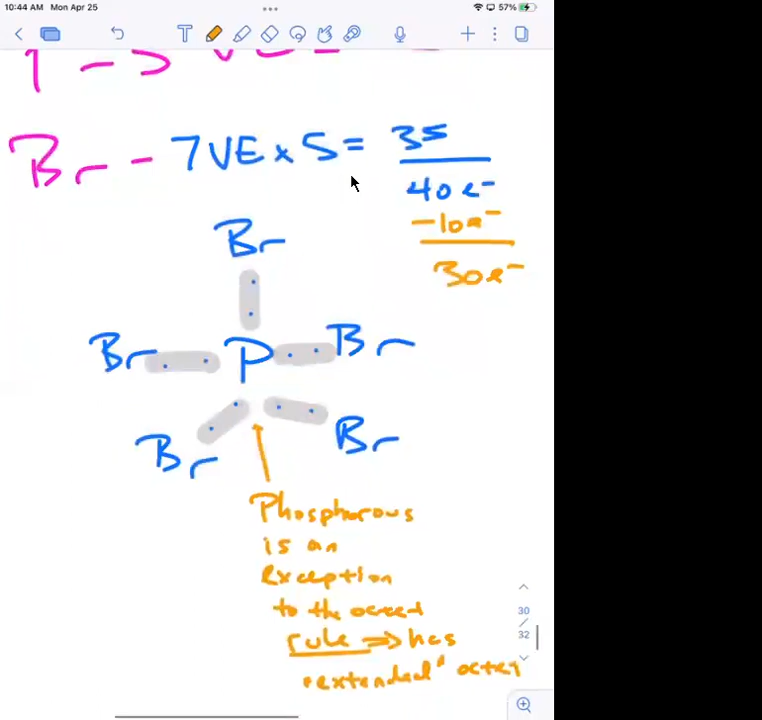 10:44 AM Mon Apr 25
57%
Br - 7VE x 5 = 35
40e-
-10e-
30e-
Br
Br P Br
Br Br
Phosphorous
is an
exception
to the octeet
rule => has
"extended" octet
30
/
32